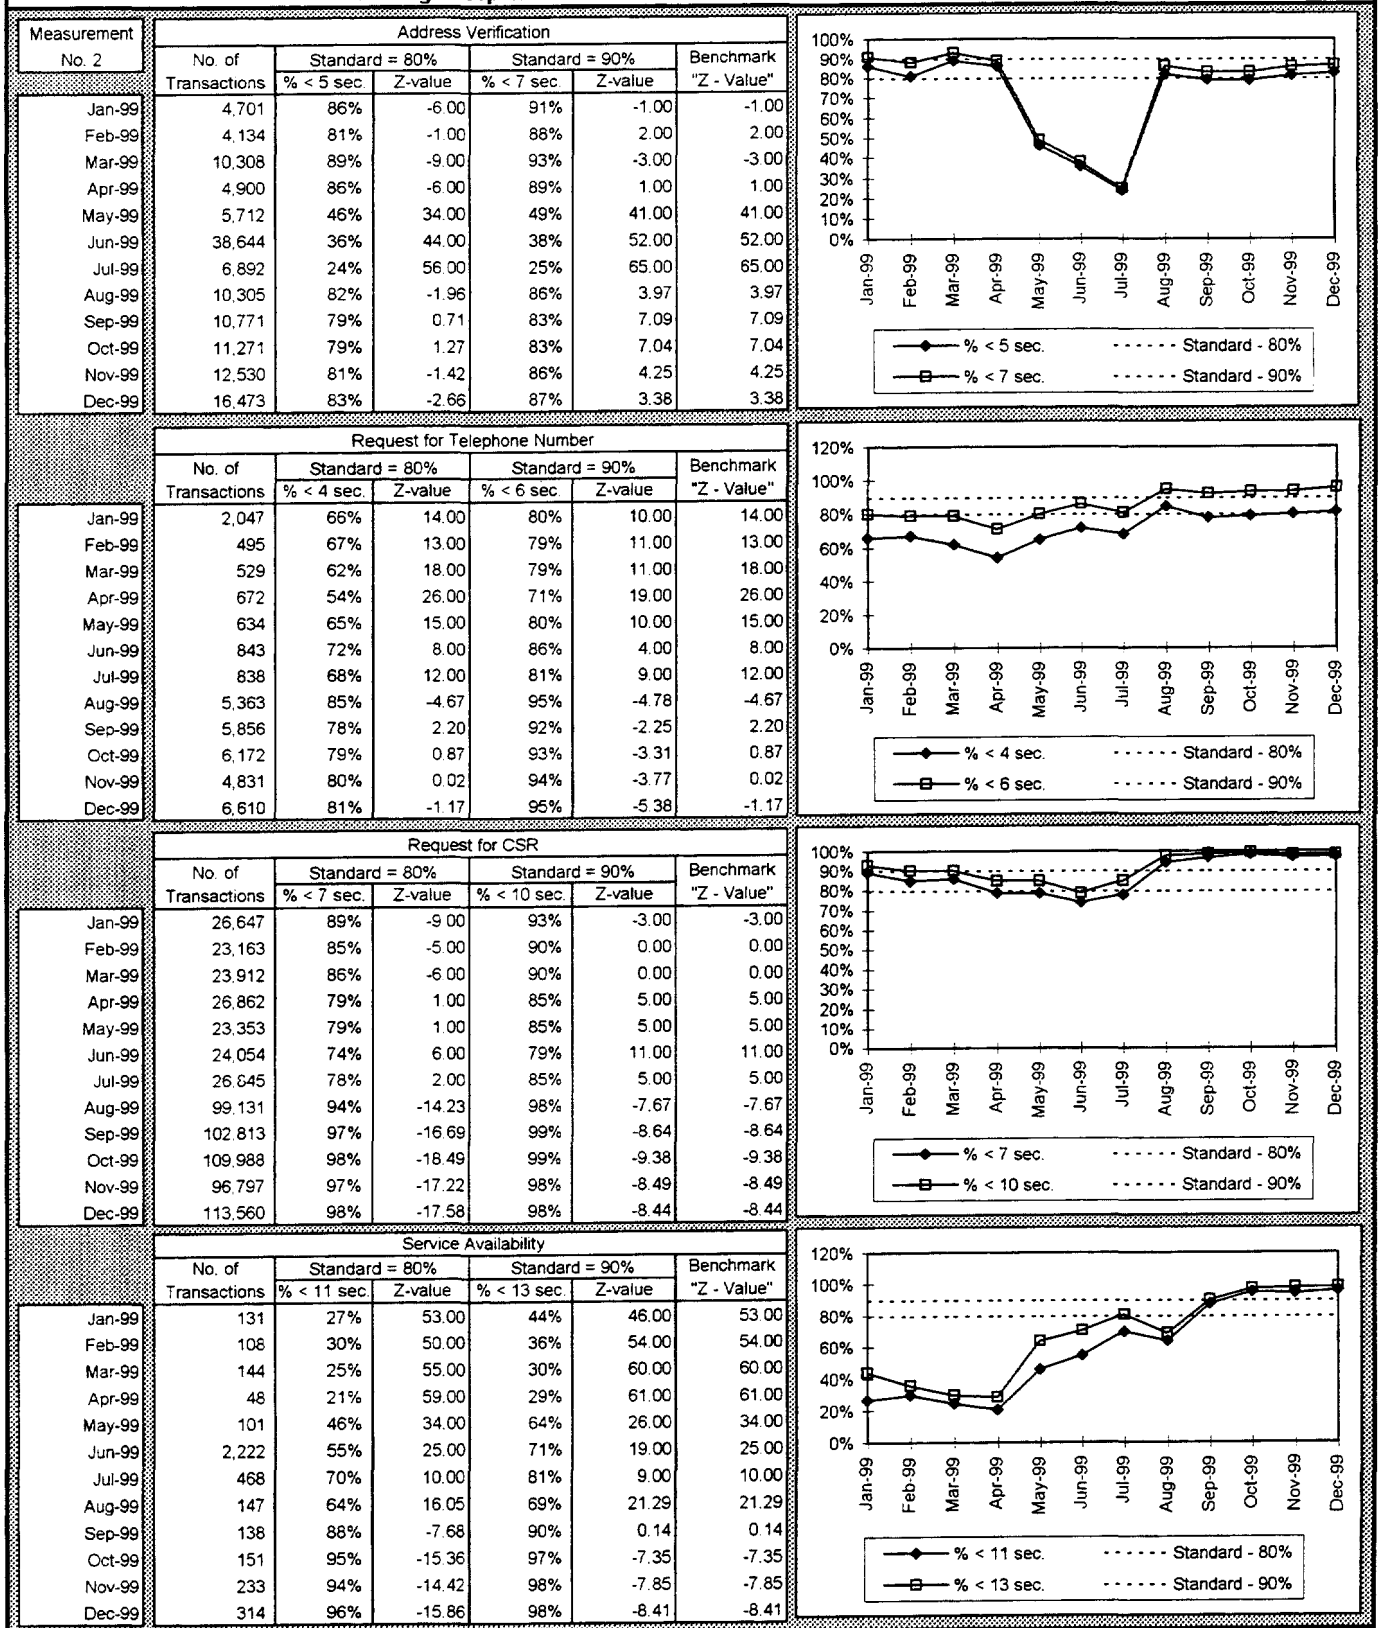 Measurement
No. 2
Address Verification
No. of Transactions | Standard = 80% | Standard = 90% | Benchmark "Z - Value"
% < 5 sec. | Z-value | % < 7 sec. | Z-value
Jan-99 4,701 86% -6.00 91% -1.00 -1.00
Feb-99 4,134 81% -1.00 88% 2.00 2.00
Mar-99 10,308 89% -9.00 93% -3.00 -3.00
Apr-99 4,900 86% -6.00 89% 1.00 1.00
May-99 5,712 46% 34.00 49% 41.00 41.00
Jun-99 38,644 36% 44.00 38% 52.00 52.00
Jul-99 6,892 24% 56.00 25% 65.00 65.00
Aug-99 10,305 82% -1.96 86% 3.97 3.97
Sep-99 10,771 79% 0.71 83% 7.09 7.09
Oct-99 11,271 79% 1.27 83% 7.04 7.04
Nov-99 12,530 81% -1.42 86% 4.25 4.25
Dec-99 16,473 83% -2.66 87% 3.38 3.38
100%
90%
80%
70%
60%
50%
40%
30%
20%
10%
0%
Jan-99 Feb-99 Mar-99 Apr-99 May-99 Jun-99 Jul-99 Aug-99 Sep-99 Oct-99 Nov-99 Dec-99
% < 5 sec. Standard - 80%
% < 7 sec. Standard - 90%
Request for Telephone Number
No. of Transactions | Standard = 80% | Standard = 90% | Benchmark "Z - Value"
% < 4 sec. | Z-value | % < 6 sec. | Z-value
Jan-99 2,047 66% 14.00 80% 10.00 14.00
Feb-99 495 67% 13.00 79% 11.00 13.00
Mar-99 529 62% 18.00 79% 11.00 18.00
Apr-99 672 54% 26.00 71% 19.00 26.00
May-99 634 65% 15.00 80% 10.00 15.00
Jun-99 843 72% 8.00 86% 4.00 8.00
Jul-99 838 68% 12.00 81% 9.00 12.00
Aug-99 5,363 85% -4.67 95% -4.78 -4.67
Sep-99 5,856 78% 2.20 92% -2.25 2.20
Oct-99 6,172 79% 0.87 93% -3.31 0.87
Nov-99 4,831 80% 0.02 94% -3.77 0.02
Dec-99 6,610 81% -1.17 95% -5.38 -1.17
120%
100%
80%
60%
40%
20%
0%
Jan-99 Feb-99 Mar-99 Apr-99 May-99 Jun-99 Jul-99 Aug-99 Sep-99 Oct-99 Nov-99 Dec-99
% < 4 sec. Standard - 80%
% < 6 sec. Standard - 90%
Request for CSR
No. of Transactions | Standard = 80% | Standard = 90% | Benchmark "Z - Value"
% < 7 sec. | Z-value | % < 10 sec. | Z-value
Jan-99 26,647 89% -9.00 93% -3.00 -3.00
Feb-99 23,163 85% -5.00 90% 0.00 0.00
Mar-99 23,912 86% -6.00 90% 0.00 0.00
Apr-99 26,862 79% 1.00 85% 5.00 5.00
May-99 23,353 79% 1.00 85% 5.00 5.00
Jun-99 24,054 74% 6.00 79% 11.00 11.00
Jul-99 78% 2.00 85% 5.00 5.00
Aug-99 99,131 94% -14.23 98% -7.67 -7.67
Sep-99 102,813 97% -16.69 99% -8.64 -8.64
Oct-99 109,988 98% -18.49 99% -9.38 -9.38
Nov-99 96,797 97% -17.22 98% -8.49 -8.49
Dec-99 113,560 98% -17.58 98% -8.44 -8.44
100%
90%
80%
70%
60%
50%
40%
30%
20%
10%
0%
Jan-99 Feb-99 Mar-99 Apr-99 May-99 Jun-99 Jul-99 Aug-99 Sep-99 Oct-99 Nov-99 Dec-99
% < 7 sec. Standard - 80%
% < 10 sec. Standard - 90%
Service Availability
No. of Transactions | Standard = 80% | Standard = 90% | Benchmark "Z - Value"
% < 11 sec. | Z-value | % < 13 sec. | Z-value
Jan-99 131 27% 53.00 44% 46.00 53.00
Feb-99 108 30% 50.00 36% 54.00 54.00
Mar-99 144 25% 55.00 30% 60.00 60.00
Apr-99 48 21% 59.00 29% 61.00 61.00
May-99 101 46% 34.00 64% 26.00 34.00
Jun-99 2,222 55% 25.00 71% 19.00 25.00
Jul-99 468 70% 10.00 81% 9.00 10.00
Aug-99 147 64% 16.05 69% 21.29 21.29
Sep-99 138 88% -7.68 90% 0.14 0.14
Oct-99 151 95% -15.36 97% -7.35 -7.35
Nov-99 233 94% -14.42 98% -7.85 -7.85
Dec-99 314 96% -15.86 98% -8.41 -8.41
120%
100%
80%
60%
40%
20%
0%
Jan-99 Feb-99 Mar-99 Apr-99 May-99 Jun-99 Jul-99 Aug-99 Sep-99 Oct-99 Nov-99 Dec-99
% < 11 sec. Standard - 80%
% < 13 sec. Standard - 90%